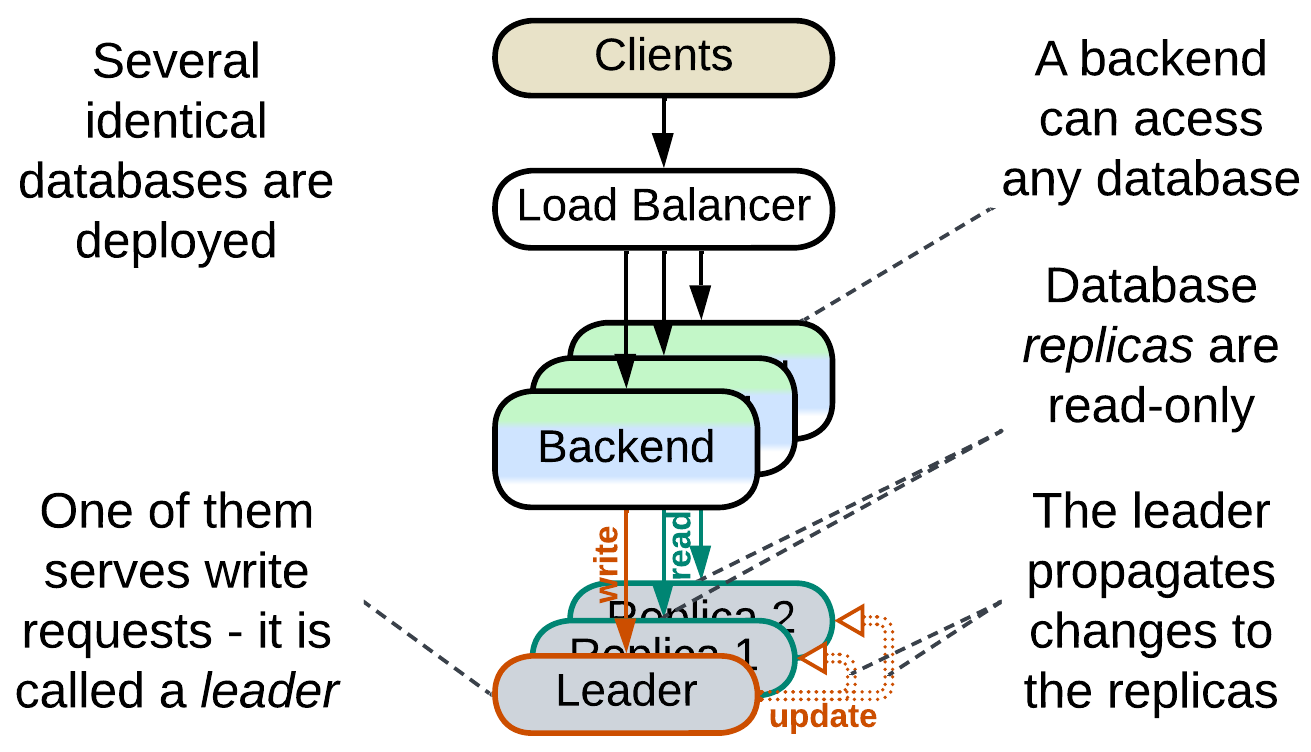 Several
identical
databases are
deployed
One of them
serves write
requests - it is
called a leader
Clients
Load Balancer
Backend
write
read
Replica 2
Replica 1
Leader
update
A backend
can acess
any database
Database
replicas are
read-only
The leader
propagates
changes to
the replicas